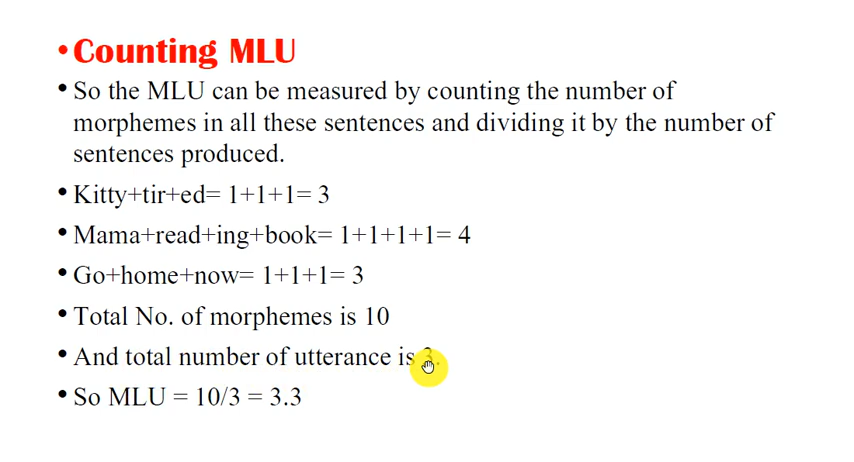 • Counting MLU
• So the MLU can be measured by counting the number of
morphemes in all these sentences and dividing it by the number of
sentences produced.
• Kitty+tir+ed= 1+1+1= 3
• Mama+read+ing+book= 1+1+1+1= 4
• Go+home+now= 1+1+1= 3
• Total No. of morphemes is 10
• And total number of utterance is 3.
• So MLU = 10/3 = 3.3